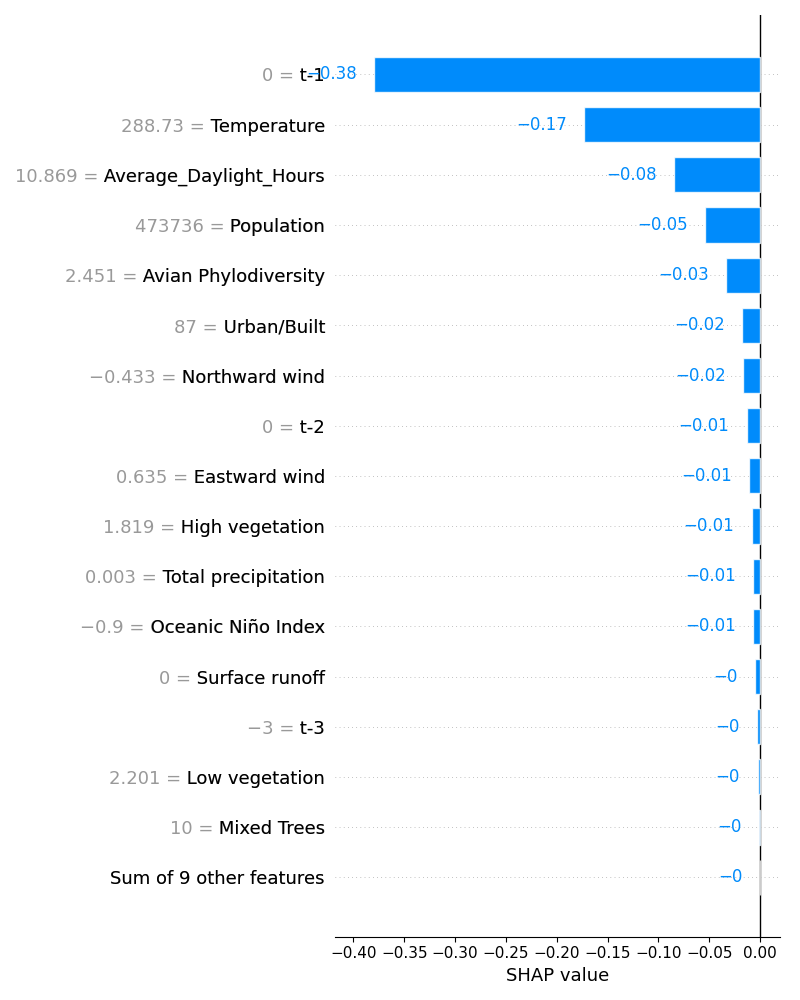 0 = t-1 −0.38
288.73 = Temperature −0.17
10.869 = Average_Daylight_Hours −0.08
473736 = Population −0.05
2.451 = Avian Phylodiversity −0.03
87 = Urban/Built −0.02
−0.433 = Northward wind −0.02
0 = t-2 −0.01
0.635 = Eastward wind −0.01
1.819 = High vegetation −0.01
0.003 = Total precipitation −0.01
−0.9 = Oceanic Niño Index −0.01
0 = Surface runoff −0
−3 = t-3 −0
2.201 = Low vegetation −0
10 = Mixed Trees −0
Sum of 9 other features −0
−0.40 −0.35 −0.30 −0.25 −0.20 −0.15 −0.10 −0.05 0.00
SHAP value